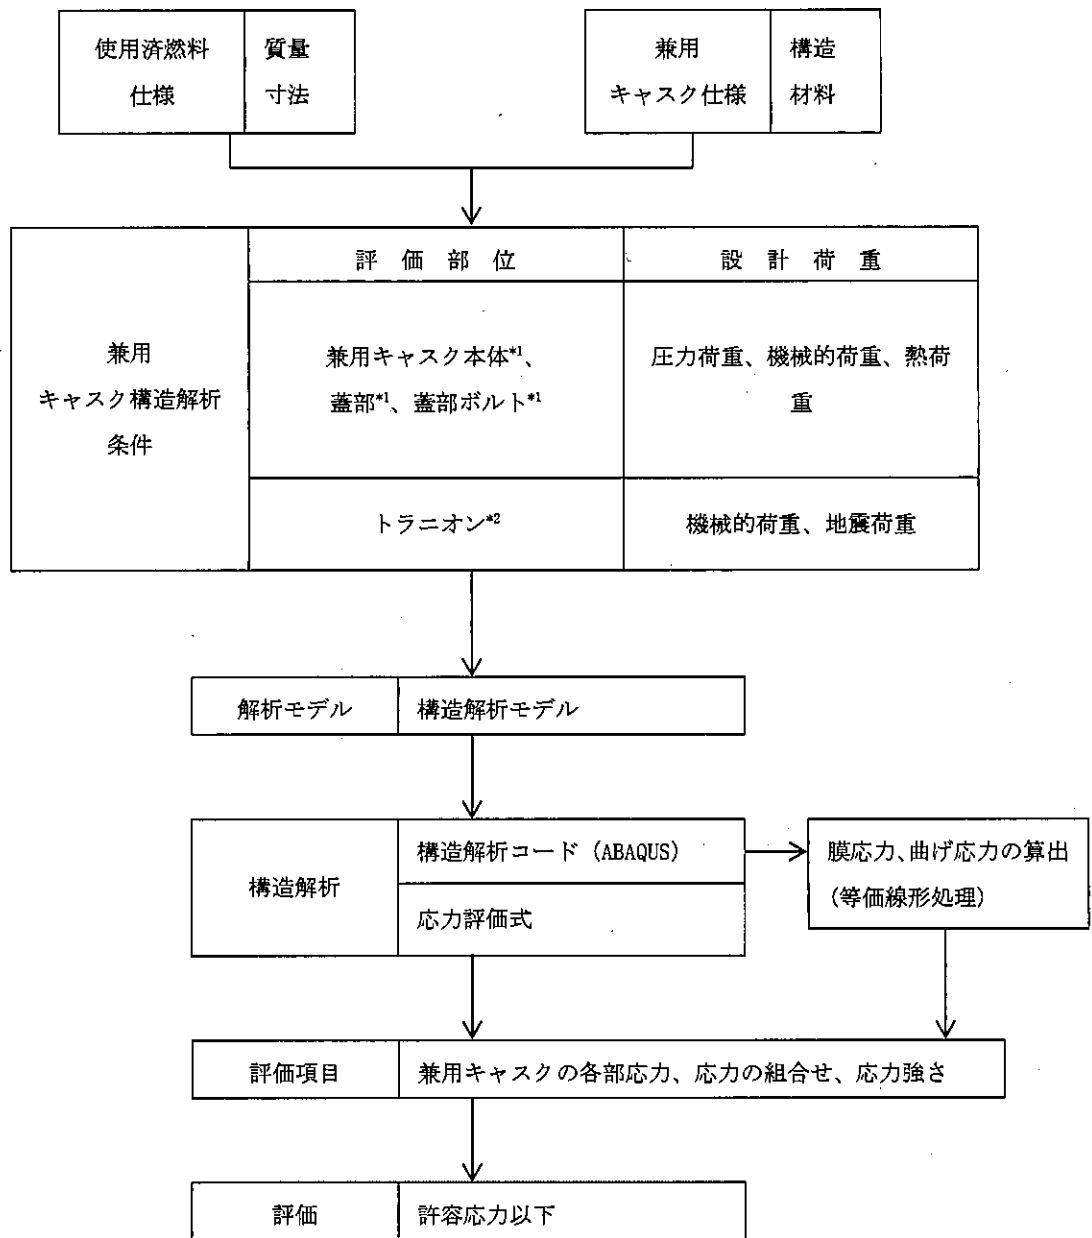 使用済燃料
仕様
質量
寸法
兼用
キャスク仕様
構造
材料
評価部位
設計荷重
兼用
キャスク構造解析
条件
兼用キャスク本体*1、
蓋部*1、蓋部ボルト*1
圧力荷重、機械的荷重、熱荷
重
トラニオン*2
機械的荷重、地震荷重
解析モデル
構造解析モデル
構造解析
構造解析コード（ABAQUS）
応力評価式
膜応力、曲げ応力の算出
（等価線形処理）
評価項目
兼用キャスクの各部応力、応力の組合せ、応力強さ
評価
許容応力以下